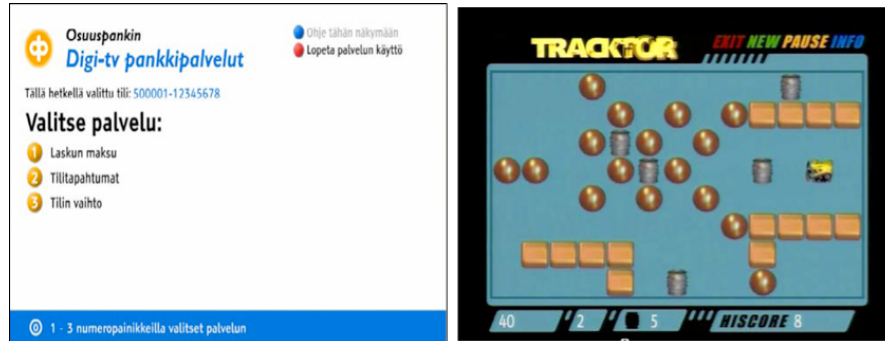 Osuuspankin
Digi-tv pankkipalvelut
Ohje tähän näkymään
Lopeta palvelun käyttö
Tällä hetkellä valittu tili: 500001-12345678
Valitse palvelu:
1 Laskun maksu
2 Tilitapahtumat
3 Tilin vaihto
0 1 - 3 numeropainikkeilla valitset palvelun
TRACKTOR
EXIT NEW PAUSE INFO
40 2 5 HISCORE 8